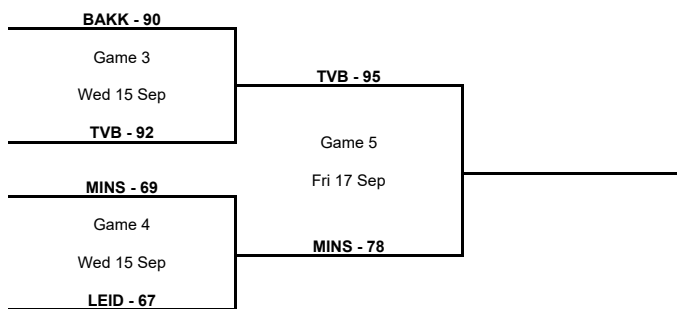 BAKK - 90
Game 3
Wed 15 Sep
TVB - 92
TVB - 95
Game 5
Fri 17 Sep
MINS - 78
MINS - 69
Game 4
Wed 15 Sep
LEID - 67